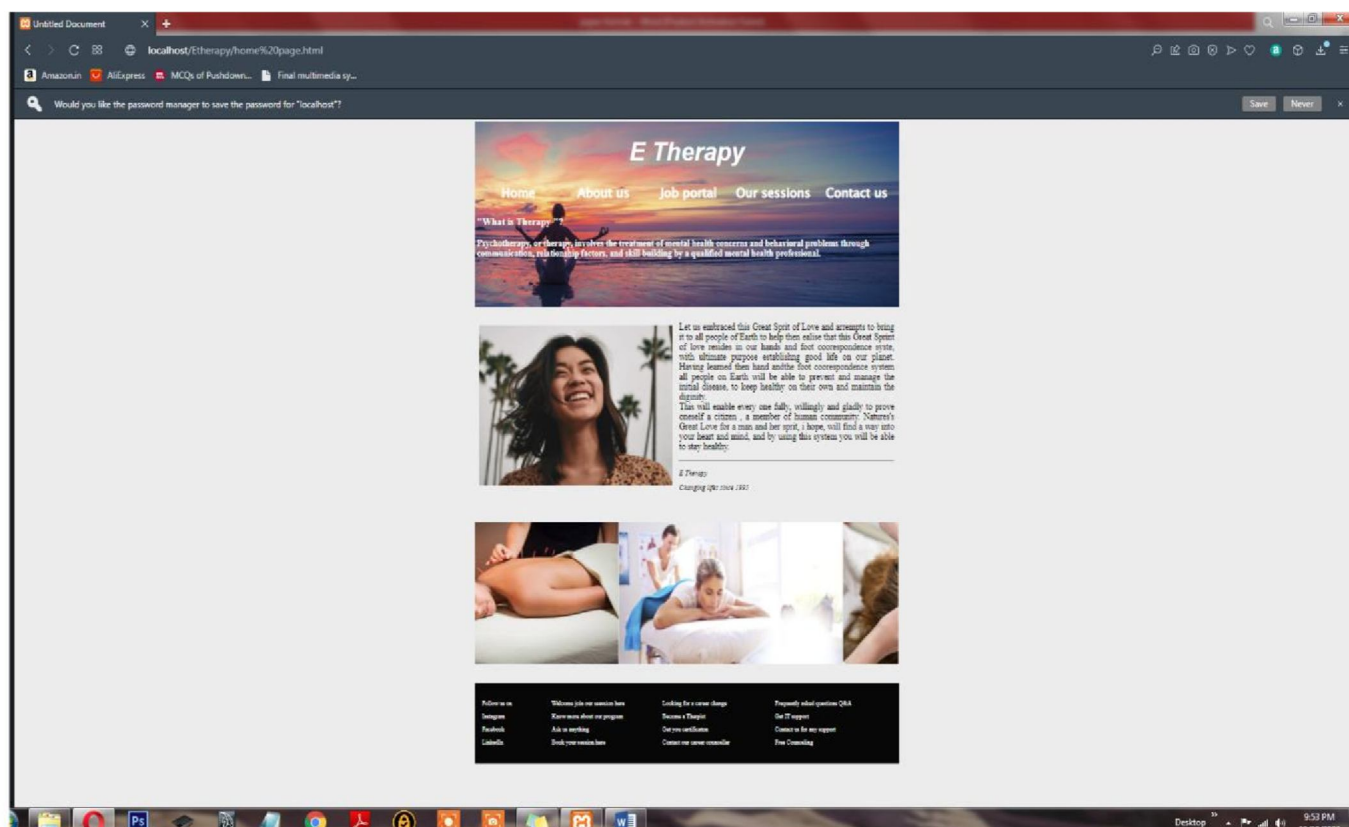 Untitled Document
localhost/Etherapy/home%20page.html
Amazon.in AliExpress MCQs of Pushdown... Final multimedia sy...
Would you like the password manager to save the password for "localhost"?
Save Never
E Therapy
Home About us Job portal Our sessions Contact us
"What is Therapy "?
Psychotherapy, or therapy, involves the treatment of mental health concerns and behavioral problems through
communication, relationship factors, and skill-building by a qualified mental health professional.
Let us embraced this Great Sprit of Love and attempts to bring
it to all people of Earth to help then ealise that this Great Sprint
of love resides in our hands and foot coorespondence syste,
with ultimate purpose establishng good life on our planet.
Having learned then hand andthe foot coorespondence system
all people on Earth will be able to prevent and manage the
initial disease, to keep healthy on their own and maintain the
diginity.
This will enable every one fully, willingly and gladly to prove
oneself a citizen , a member of human community. Natures's
Great Love for a man and her sprit, i hope, will find a way into
your heart and mind, and by using this system you will be able
to stay healthy.
E Therapy
Changing lifes since 1995
Follow us on Welcome join our session here Looking for a career change Frequently asked questions Q&A
Instagram Know more about our program Become a Therpist Get IT support
Facebook Ask us anything Get you certificates Contact us for any support
LinkedIn Book your session here Contact our career counsellor Free Counseling
Ps
Desktop
9:53 PM